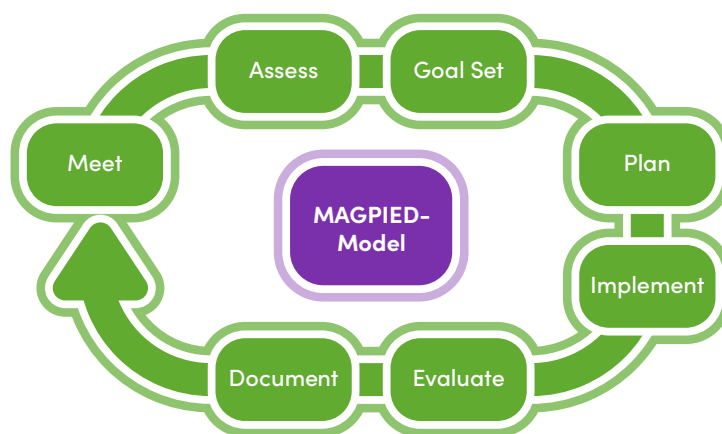 Assess
Goal Set
Meet
Plan
MAGPIED-
Model
Implement
Document
Evaluate